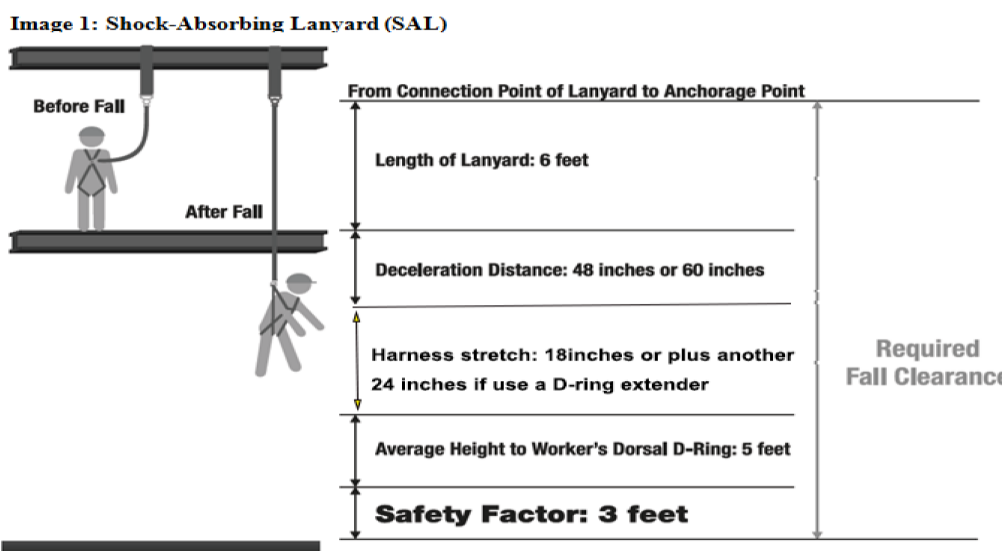 Image 1: Shock-Absorbing Lanyard (SAL)
Before Fall
After Fall
From Connection Point of Lanyard to Anchorage Point
Length of Lanyard: 6 feet
Deceleration Distance: 48 inches or 60 inches
Harness stretch: 18inches or plus another
24 inches if use a D-ring extender
Average Height to Worker's Dorsal D-Ring: 5 feet
Safety Factor: 3 feet
Required
Fall Clearance